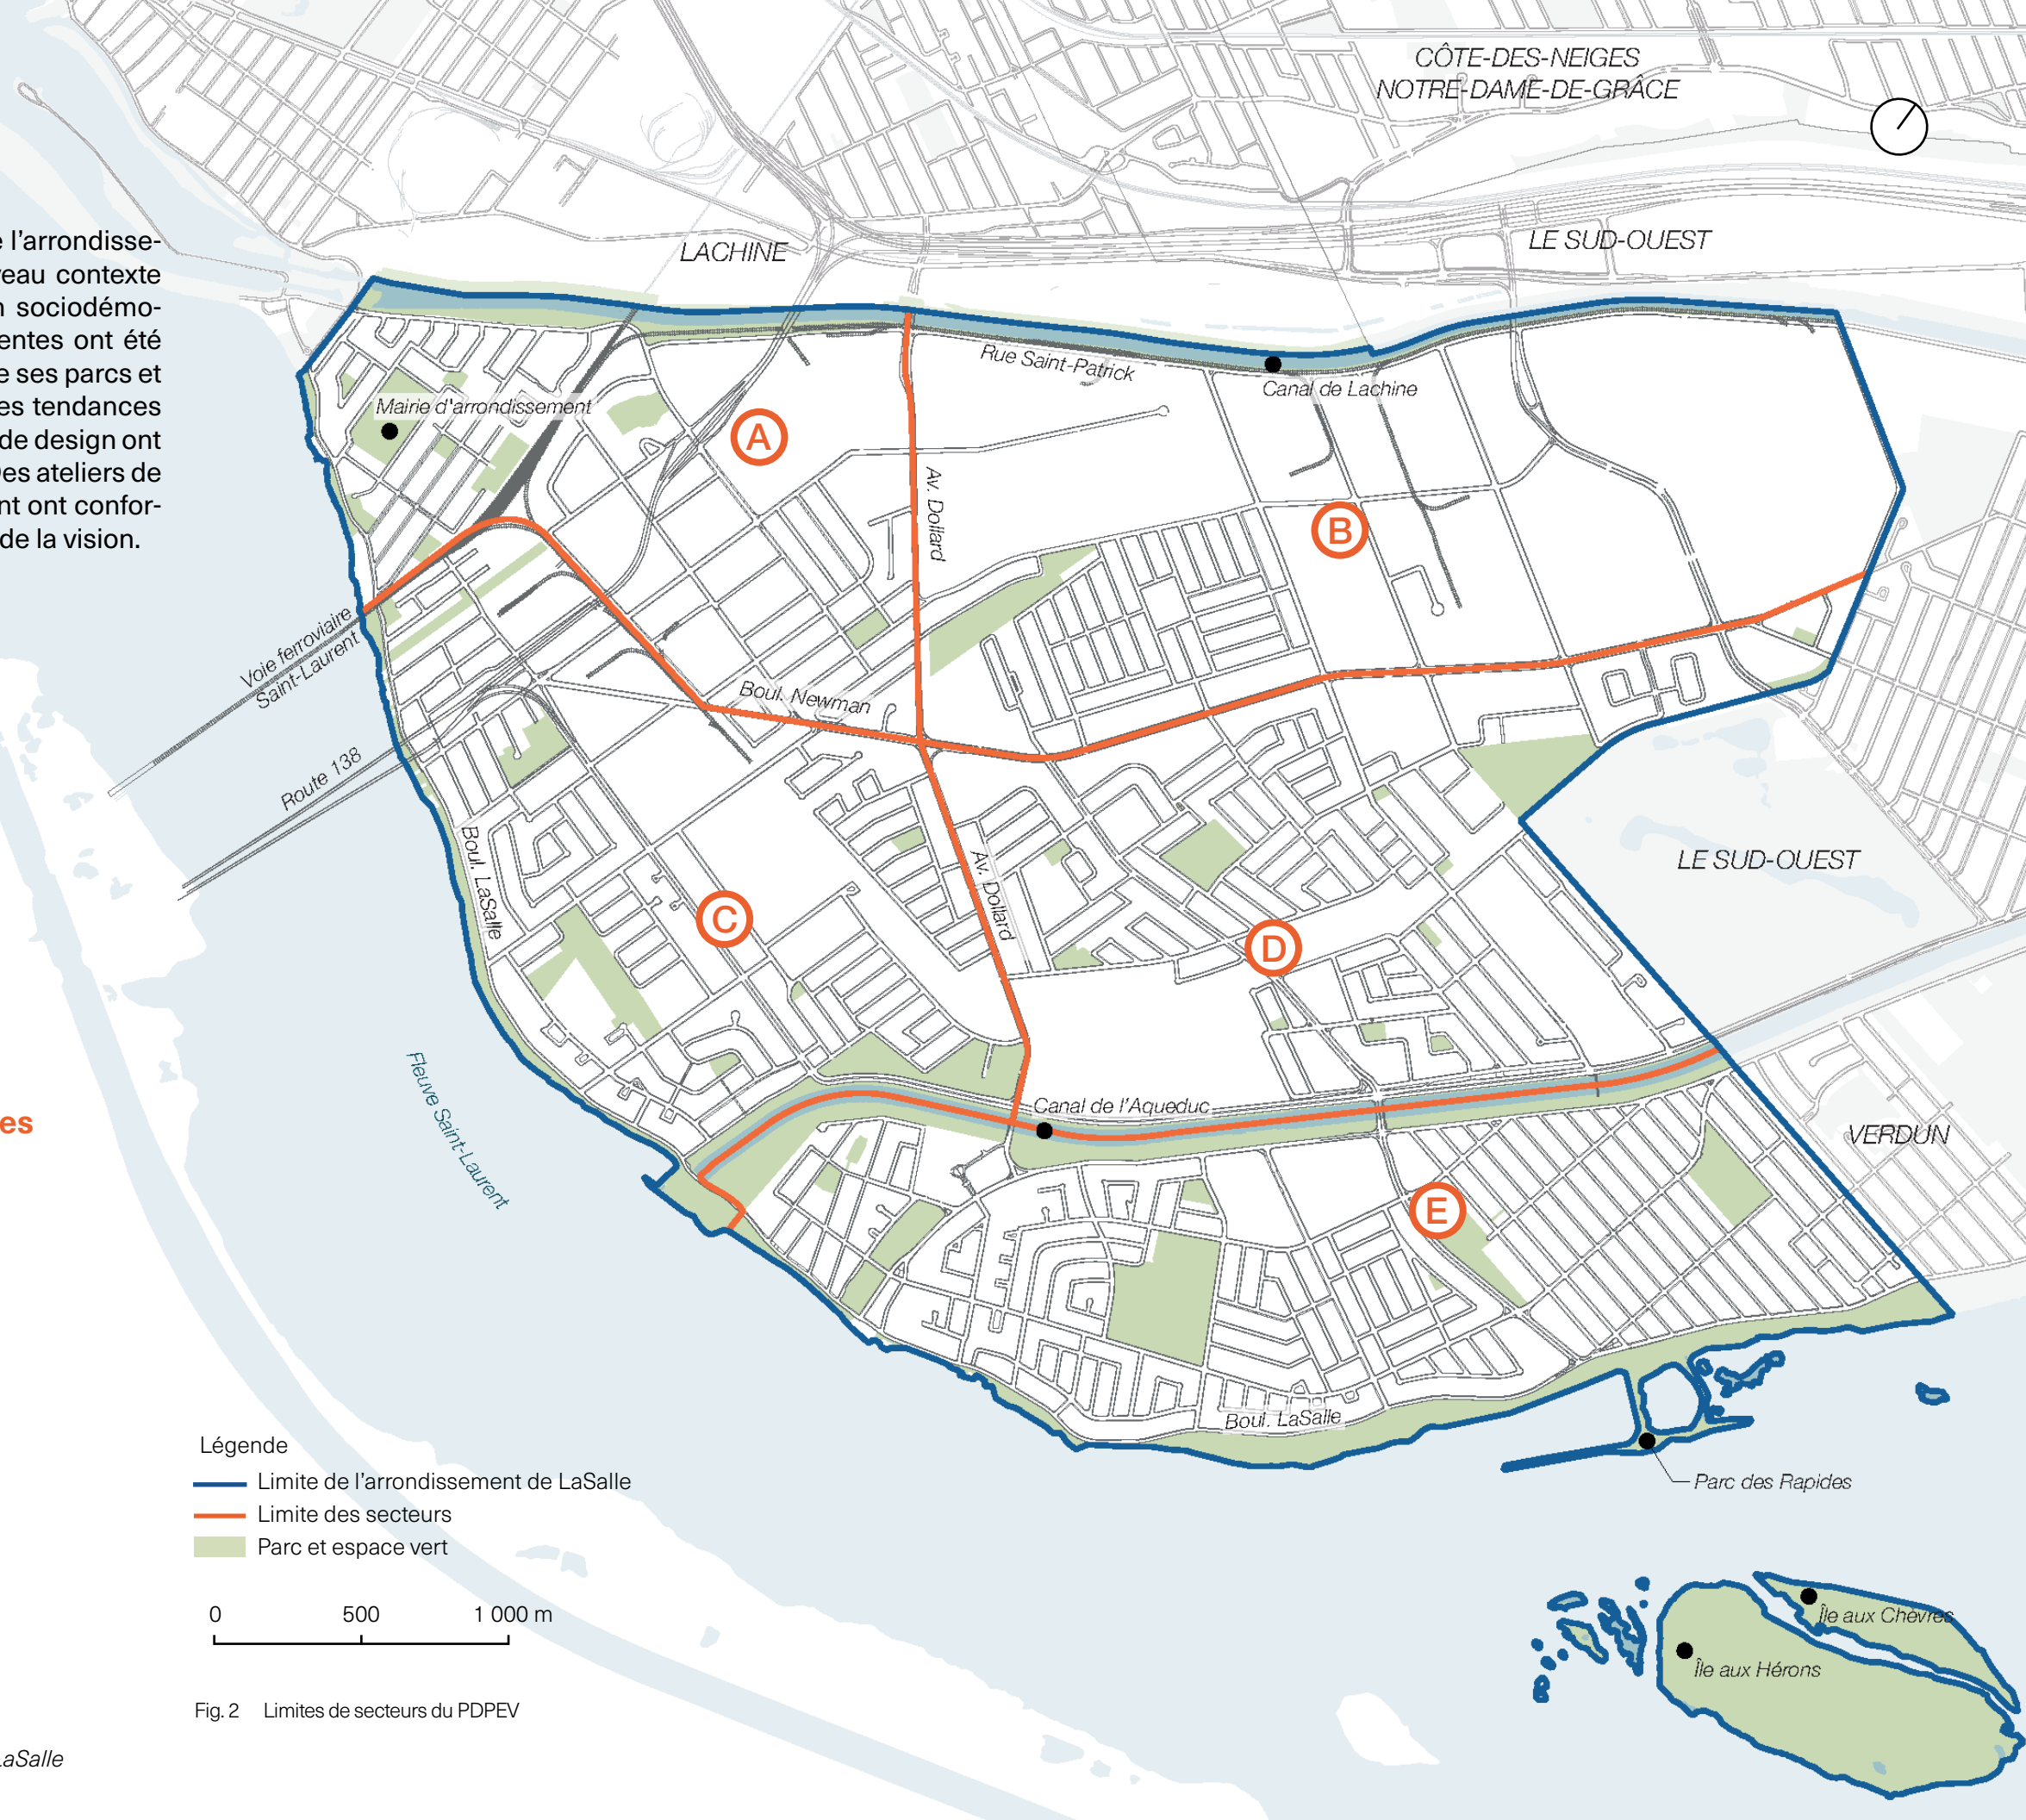 e l'arrondisse-
veau contexte
n sociodémo-
entes ont été
e ses parcs et
es tendances
de design ont
Des ateliers de
nt ont confor-
de la vision.
es
LaSalle
CÔTE-DES-NEIGES
NOTRE-DAME-DE-GRÂCE
LACHINE
LE SUD-OUEST
Rue Saint-Patrick
Canal de Lachine
Mairie d'arrondissement
A
Av. Dollard
B
Voie ferroviaire
Saint-Laurent
Boul. Newman
Route 138
Boul. LaSalle
Av. Dollard
LE SUD-OUEST
C
D
Fleuve Saint-Laurent
Canal de l'Aqueduc
VERDUN
E
Boul. LaSalle
Parc des Rapides
Île aux Chèvres
Île aux Hérons
Légende
Limite de l'arrondissement de LaSalle
Limite des secteurs
Parc et espace vert
0 500 1 000 m
Fig. 2 Limites de secteurs du PDPEV